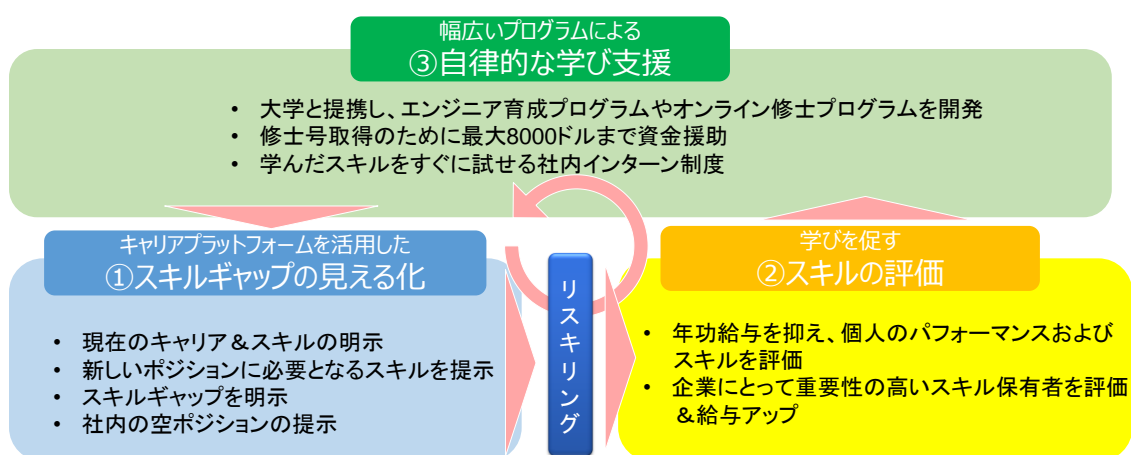 幅広いプログラムによる
③自律的な学び支援
• 大学と提携し、エンジニア育成プログラムやオンライン修士プログラムを開発
• 修士号取得のために最大8000ドルまで資金援助
• 学んだスキルをすぐに試せる社内インターン制度
キャリアプラットフォームを活用した
①スキルギャップの見える化
• 現在のキャリア＆スキルの明示
• 新しいポジションに必要となるスキルを提示
• スキルギャップを明示
• 社内の空ポジションの提示
リスキリング
学びを促す
②スキルの評価
• 年功給与を抑え、個人のパフォーマンスおよび
スキルを評価
• 企業にとって重要性の高いスキル保有者を評価
＆給与アップ